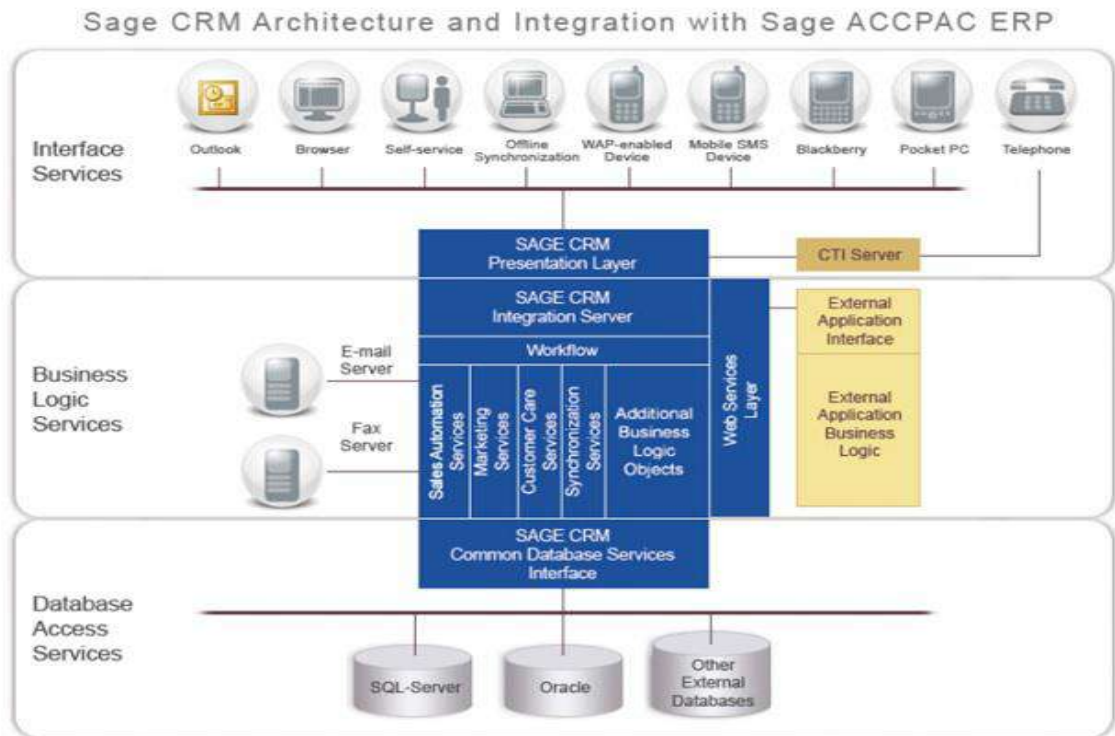 Sage CRM Architecture and Integration with Sage ACCPAC ERP
Interface
Services
Outlook
Browser
Self-service
Offline
Synchronization
WAP-enabled
Device
Mobile SMS
Device
Blackberry
Pocket PC
Telephone
SAGE CRM
Presentation Layer
CTI Server
Business
Logic
Services
E-mail
Server
Fax
Server
SAGE CRM
Integration Server
Workflow
Sales Automation
Services
Marketing
Services
Customer Care
Services
Synchronization
Services
Additional
Business
Logic
Objects
Web Services
Layer
External
Application
Interface
External
Application
Business
Logic
Database
Access
Services
SAGE CRM
Common Database Services
Interface
SQL-Server
Oracle
Other
External
Databases